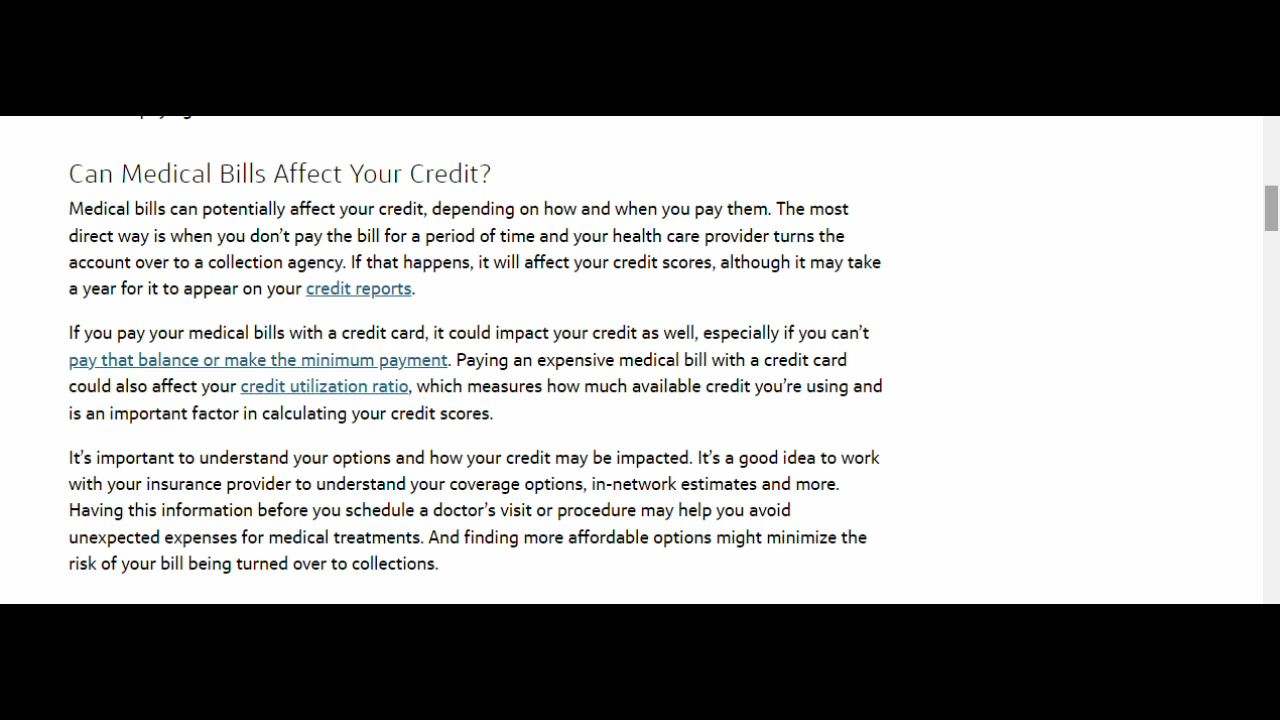 Can Medical Bills Affect Your Credit?
Medical bills can potentially affect your credit, depending on how and when you pay them. The most
direct way is when you don’t pay the bill for a period of time and your health care provider turns the
account over to a collection agency. If that happens, it will affect your credit scores, although it may take
a year for it to appear on your credit reports.
If you pay your medical bills with a credit card, it could impact your credit as well, especially if you can’t
pay that balance or make the minimum payment. Paying an expensive medical bill with a credit card
could also affect your credit utilization ratio, which measures how much available credit you’re using and
is an important factor in calculating your credit scores.
It’s important to understand your options and how your credit may be impacted. It’s a good idea to work
with your insurance provider to understand your coverage options, in-network estimates and more.
Having this information before you schedule a doctor’s visit or procedure may help you avoid
unexpected expenses for medical treatments. And finding more affordable options might minimize the
risk of your bill being turned over to collections.